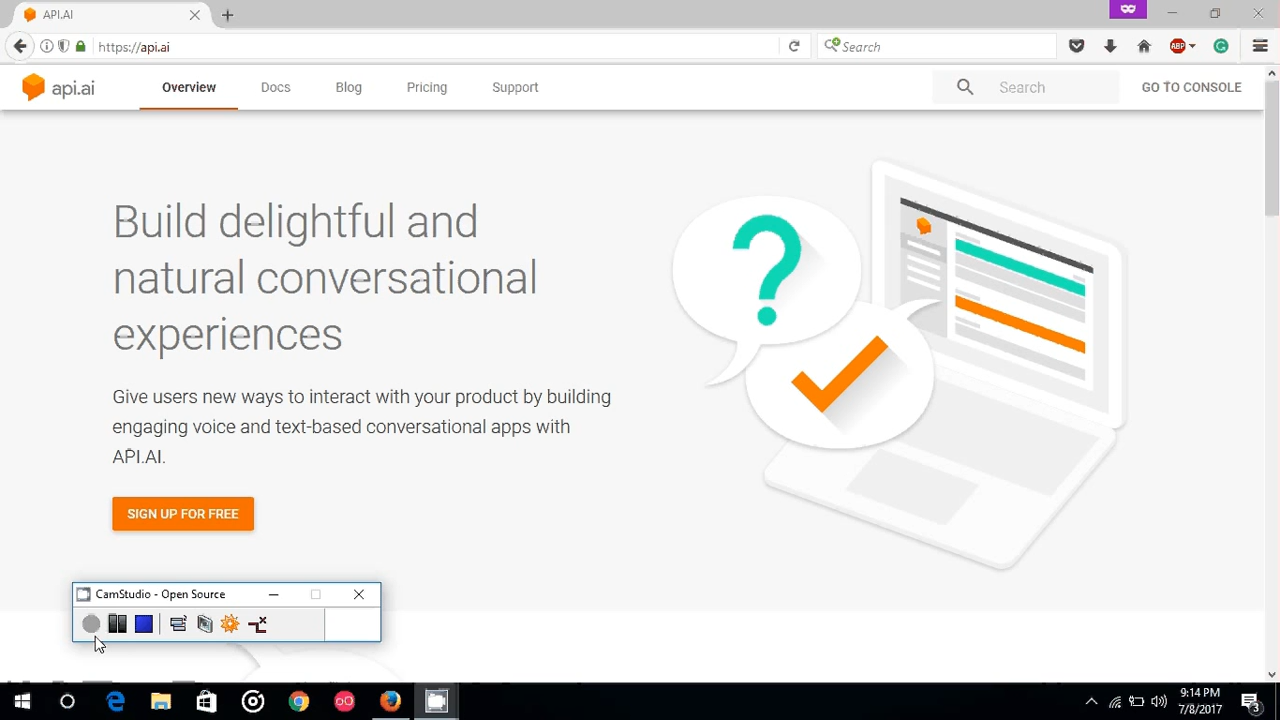 API.AI
https://api.ai
Search
ABP
api.ai
Overview
Docs
Blog
Pricing
Support
Search
GO TO CONSOLE
Build delightful and
natural conversational
experiences
Give users new ways to interact with your product by building
engaging voice and text-based conversational apps with
API.AI.
SIGN UP FOR FREE
CamStudio - Open Source
9:14 PM
7/8/2017
3